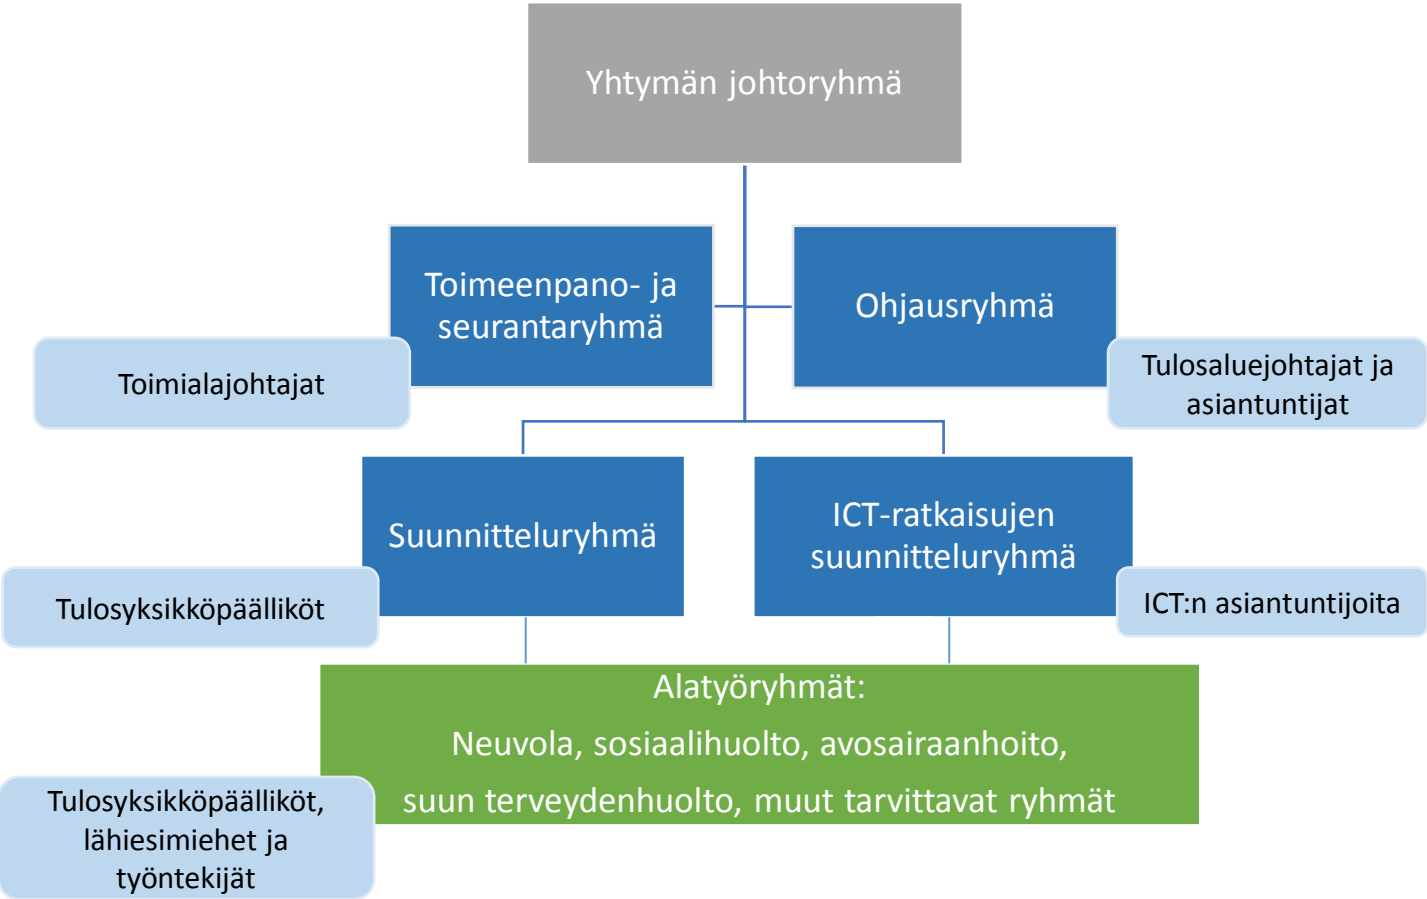 Yhtymän johtoryhmä
Toimeenpano- ja
seurantaryhmä
Ohjausryhmä
Toimialajohtajat
Tulosaluejohtajat ja
asiantuntijat
Suunnitteluryhmä
ICT-ratkaisujen
suunnitteluryhmä
Tulosyksikköpäälliköt
ICT:n asiantuntijoita
Alatyöryhmät:
Neuvola, sosiaalihuolto, avosairaanhoito,
suun terveydenhuolto, muut tarvittavat ryhmät
Tulosyksikköpäälliköt,
lähiesimiehet ja
työntekijät